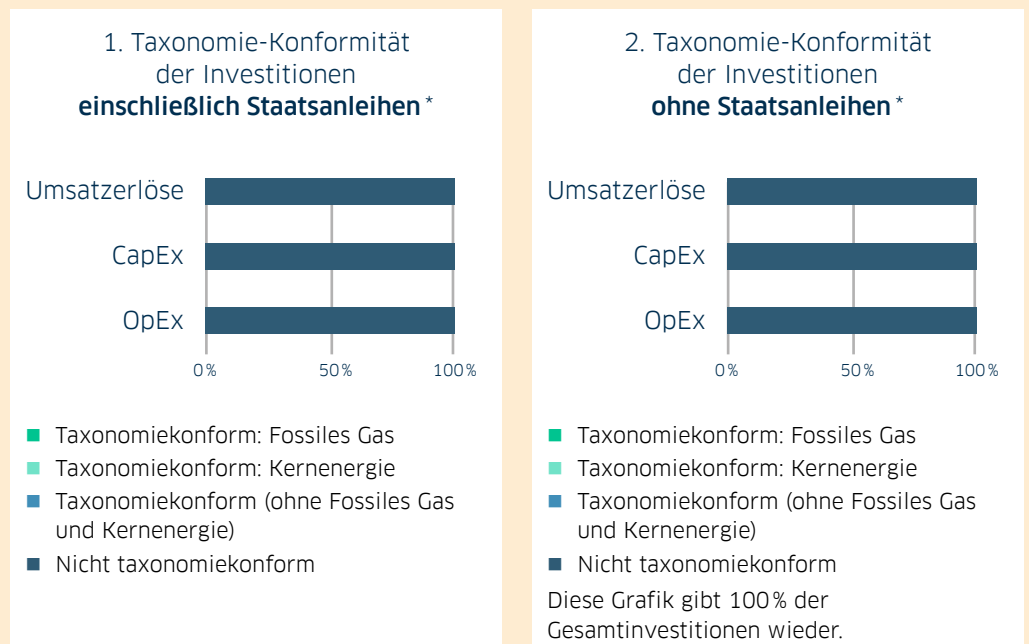 1. Taxonomie-Konformität
der Investitionen
einschließlich Staatsanleihen*
Umsatzerlöse
CapEx
OpEx
0%
50%
100%
Taxonomiekonform: Fossiles Gas
Taxonomiekonform: Kernenergie
Taxonomiekonform (ohne Fossiles Gas
und Kernenergie)
Nicht taxonomiekonform
2. Taxonomie-Konformität
der Investitionen
ohne Staatsanleihen*
Umsatzerlöse
CapEx
OpEx
0%
50%
100%
Taxonomiekonform: Fossiles Gas
Taxonomiekonform: Kernenergie
Taxonomiekonform (ohne Fossiles Gas
und Kernenergie)
Nicht taxonomiekonform
Diese Grafik gibt 100% der
Gesamtinvestitionen wieder.